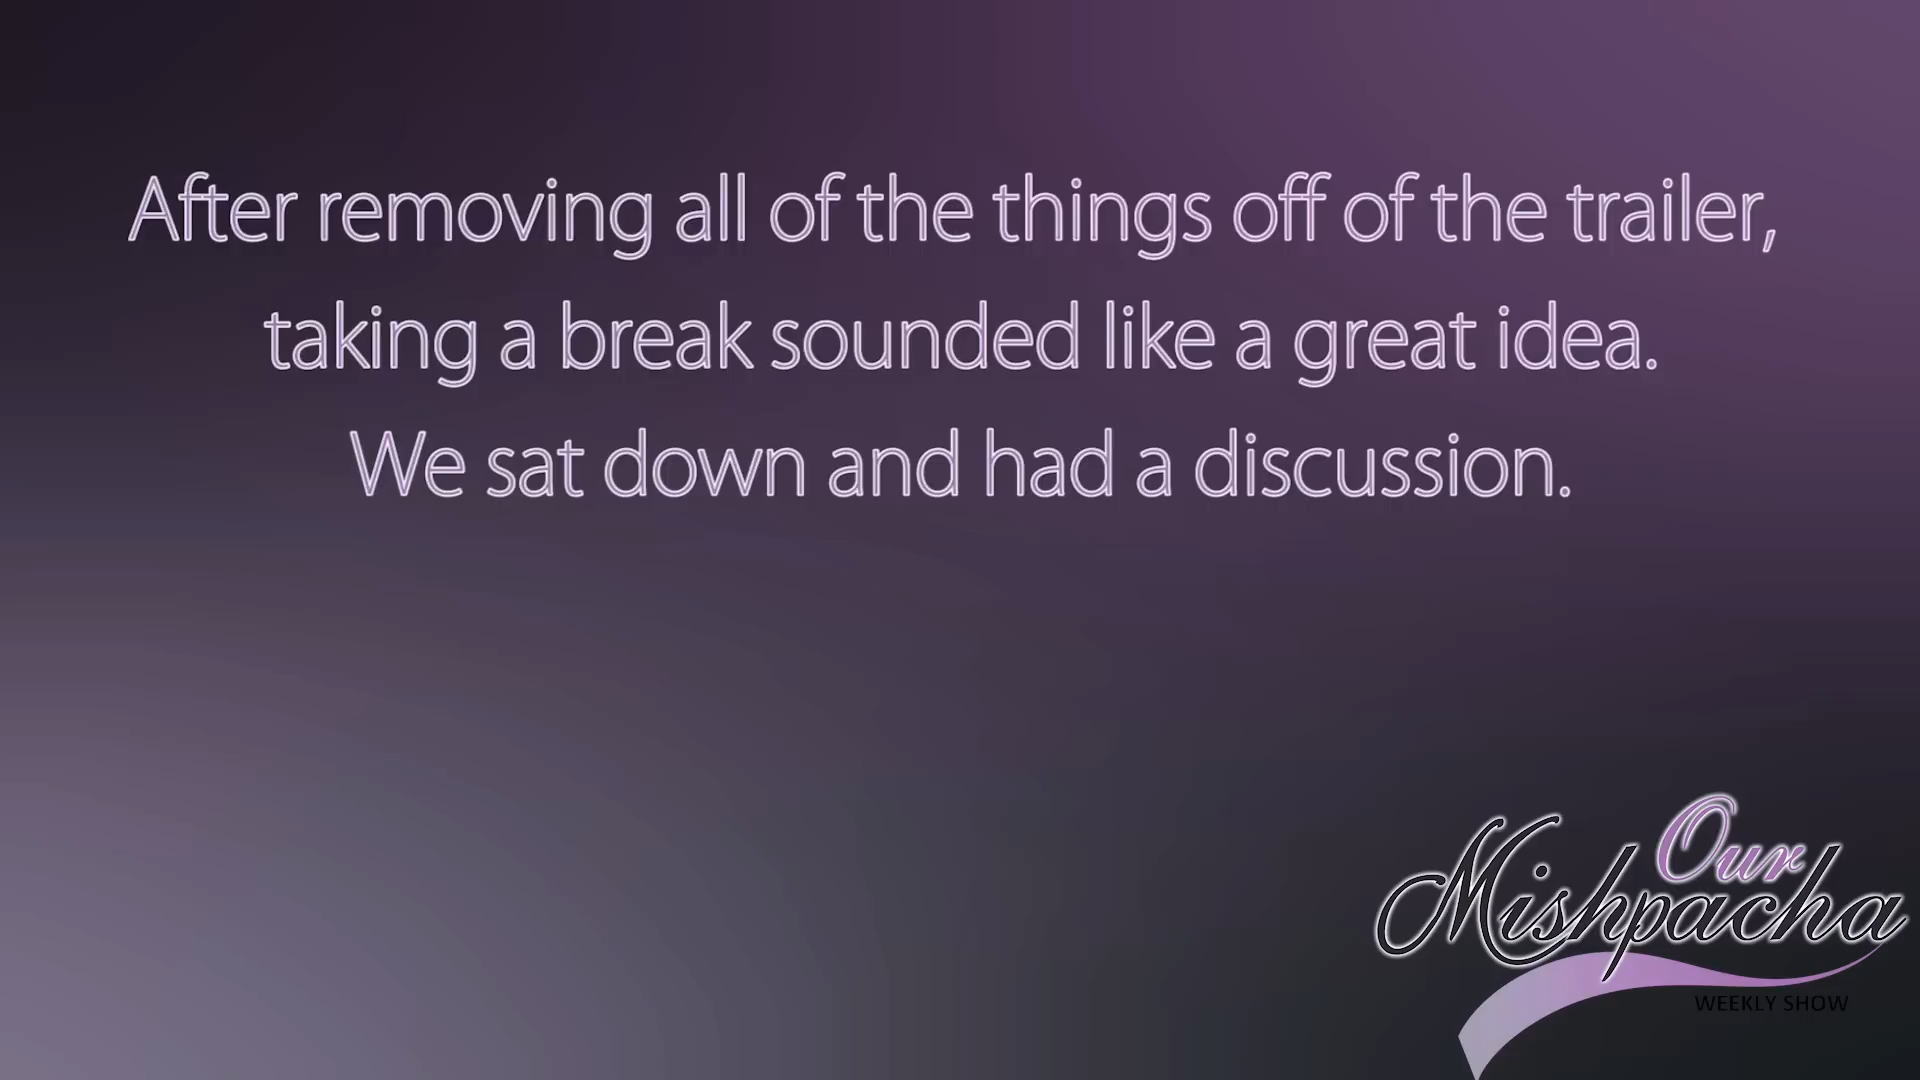 After removing all of the things off of the trailer,
taking a break sounded like a great idea.
We sat down and had a discussion.
Our
Mishpacha
WEEKLY SHOW